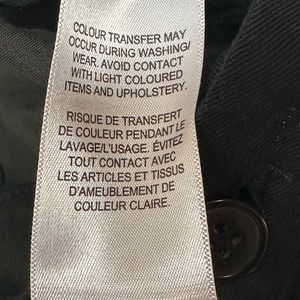 COLOUR TRANSFER MAY
OCCUR DURING WASHING/
WEAR. AVOID CONTACT
WITH LIGHT COLOURED
ITEMS AND UPHOLSTERY.
RISQUE DE TRANSFERT
DE COULEUR PENDANT LE
LAVAGE/L'USAGE. ÉVITEZ
TOUT CONTACT AVEC
LES ARTICLES ET TISSUS
D'AMEUBLEMENT DE
COULEUR CLAIRE.